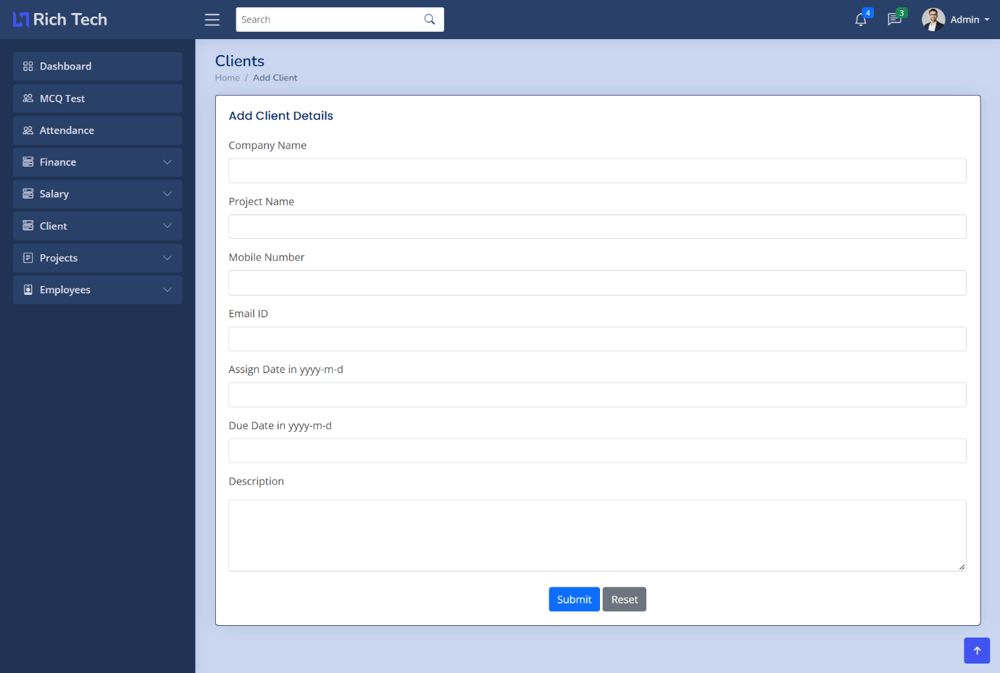 Rich Tech
Search
4
3
Admin
Dashboard
MCQ Test
Attendance
Finance
Salary
Client
Projects
Employees
Clients
Home / Add Client
Add Client Details
Company Name
Project Name
Mobile Number
Email ID
Assign Date in yyyy-m-d
Due Date in yyyy-m-d
Description
Submit Reset